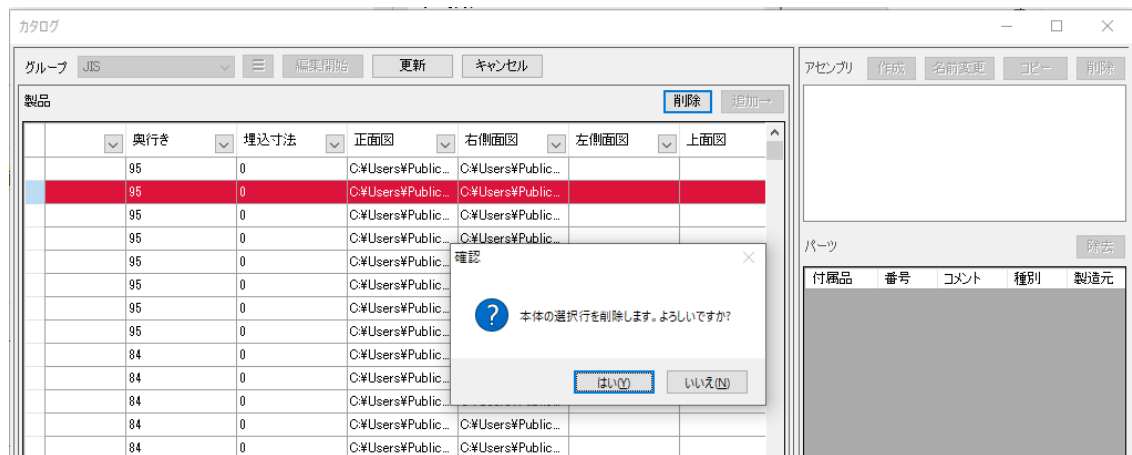 カタログ
グループ JIS 編集開始 更新 キャンセル
製品 削除 追加→
奥行き 埋込寸法 正面図 右側面図 左側面図 上面図
95 0 C:¥Users¥Public... C:¥Users¥Public...
95 0 C:¥Users¥Public... C:¥Users¥Public...
95 0 C:¥Users¥Public... C:¥Users¥Public...
95 0 C:¥Users¥Public... C:¥Users¥Public...
95 0 C:¥Users¥Public...
95 0 C:¥Users¥Public...
95 0 C:¥Users¥Public...
95 0 C:¥Users¥Public...
84 0 C:¥Users¥Public...
84 0 C:¥Users¥Public...
84 0 C:¥Users¥Public...
84 0 C:¥Users¥Public... C:¥Users¥Public...
84 0 C:¥Users¥Public... C:¥Users¥Public...
確認
本体の選択行を削除します。よろしいですか?
はい(Y) いいえ(N)
アセンブリ 作成 名前変更 コピー 削除
パーツ 除去
付属品 番号 コメント 種別 製造元